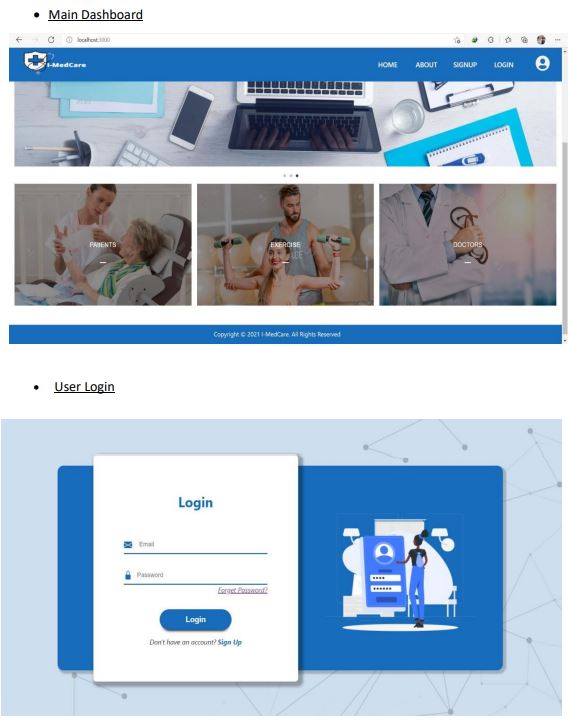 Main Dashboard
localhost:3000
I-MedCare
HOME ABOUT SIGNUP LOGIN
PATIENTS
EXERCISE
DOCTORS
Copyright © 2021 I-MedCare. All Rights Reserved
User Login
Login
Email
Password
Forget Password?
Login
Don't have an account? Sign Up